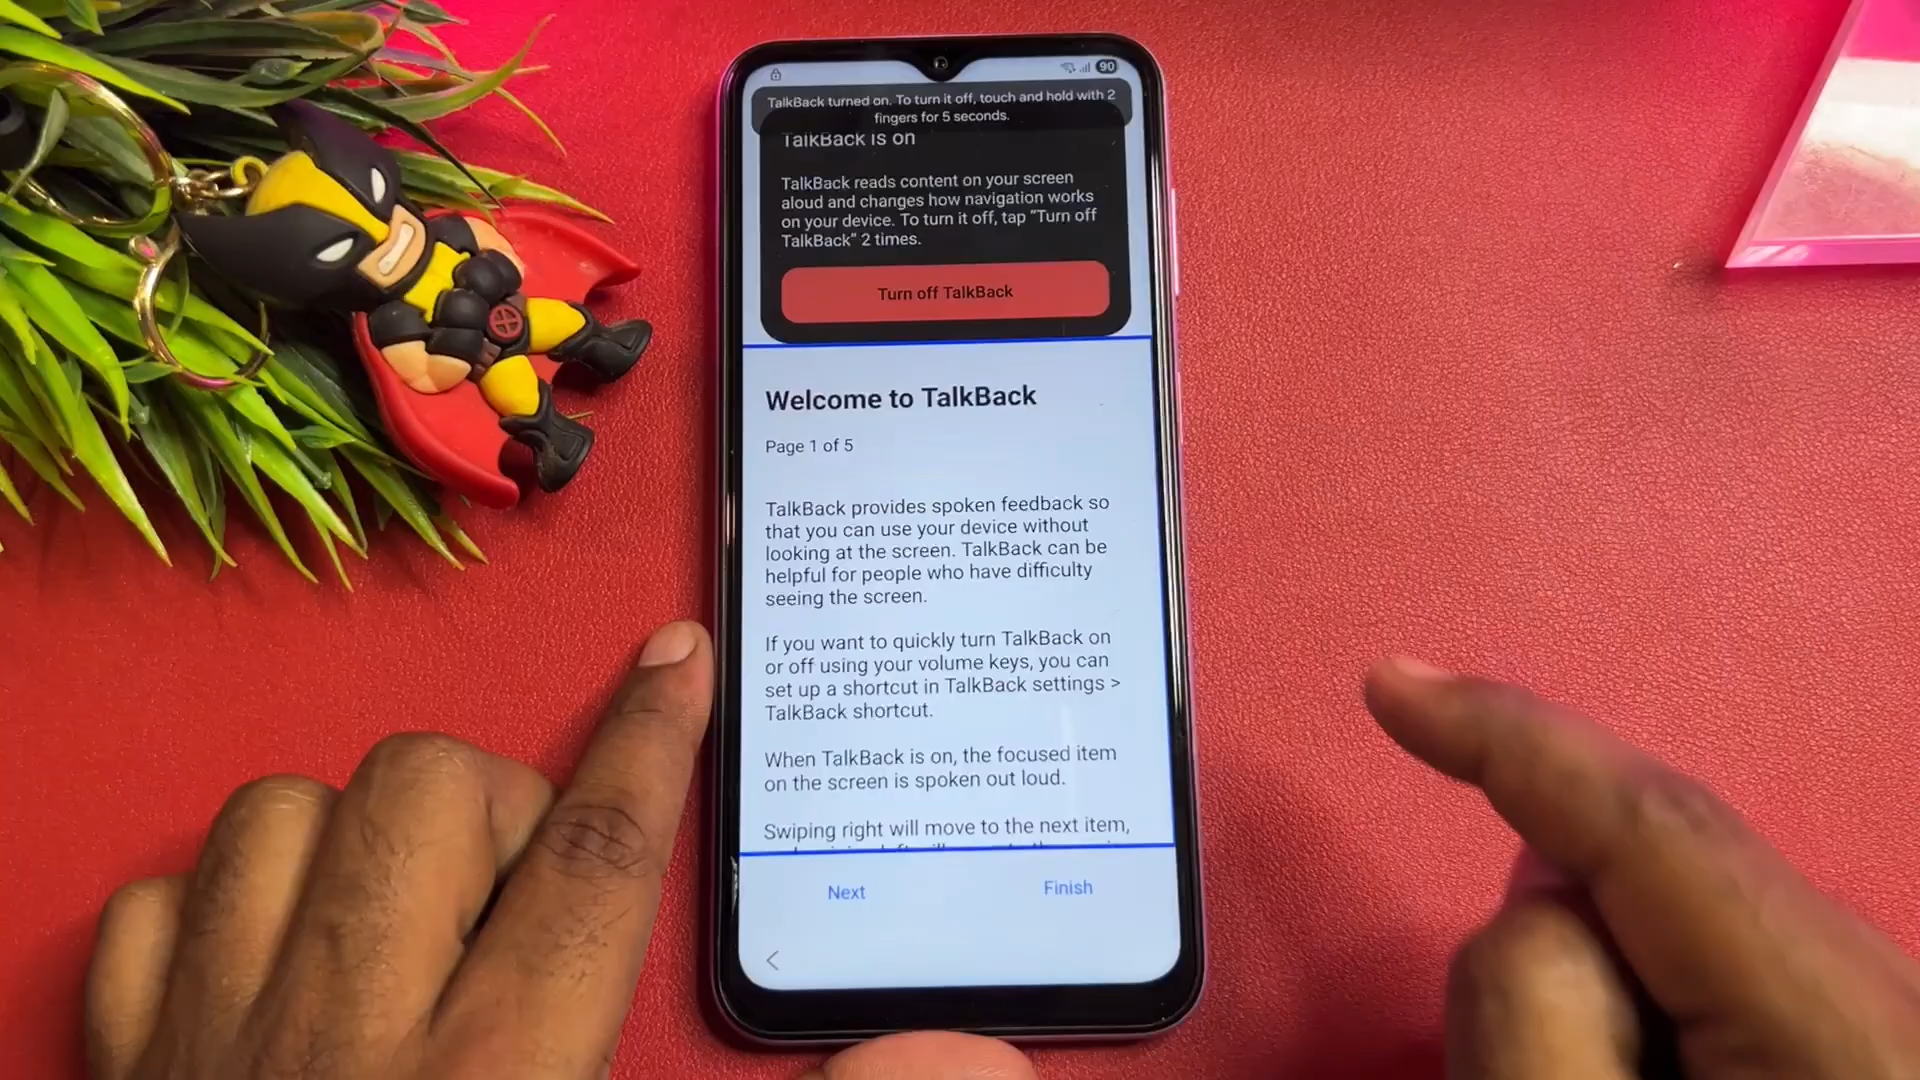 90
TalkBack turned on. To turn it off, touch and hold with 2
fingers for 5 seconds.
TalkBack is on
TalkBack reads content on your screen
aloud and changes how navigation works
on your device. To turn it off, tap "Turn off
TalkBack" 2 times.
Turn off TalkBack
Welcome to TalkBack
Page 1 of 5
TalkBack provides spoken feedback so
that you can use your device without
looking at the screen. TalkBack can be
helpful for people who have difficulty
seeing the screen.
If you want to quickly turn TalkBack on
or off using your volume keys, you can
set up a shortcut in TalkBack settings >
TalkBack shortcut.
When TalkBack is on, the focused item
on the screen is spoken out loud.
Swiping right will move to the next item,
Next
Finish